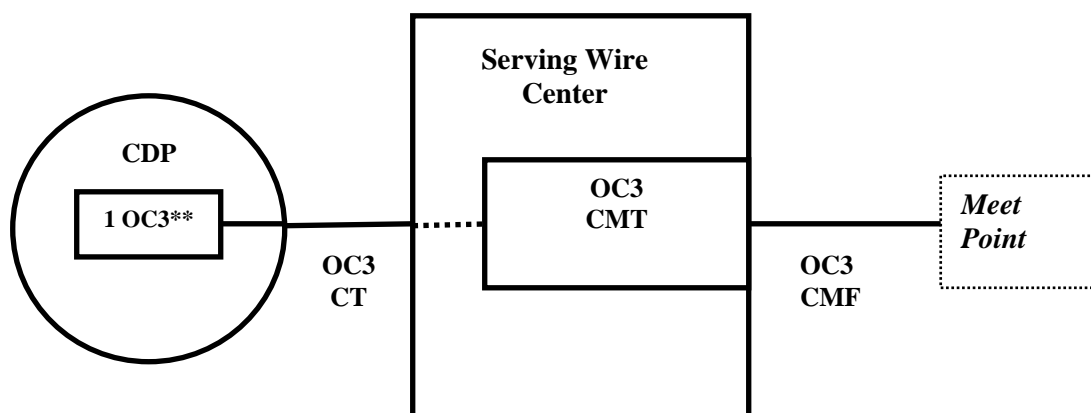 Serving Wire
Center
CDP
1 OC3**
OC3
CT
OC3
CMT
OC3
CMF
Meet
Point